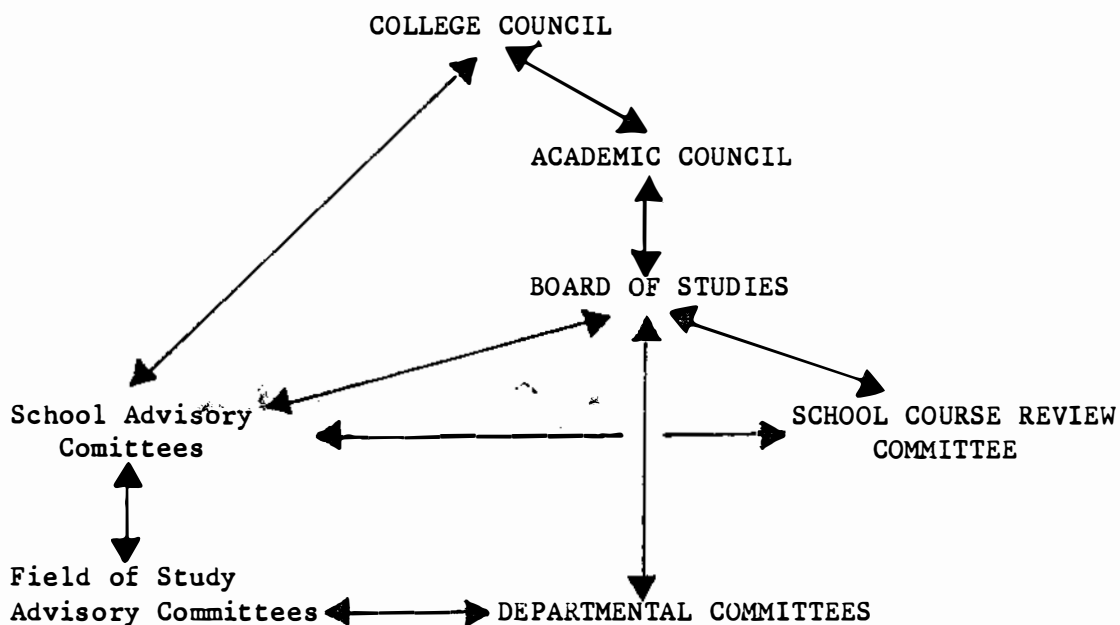 COLLEGE COUNCIL
ACADEMIC COUNCIL
BOARD OF STUDIES
School Advisory
Comittees
SCHOOL COURSE REVIEW
COMMITTEE
Field of Study
Advisory Committees
DEPARTMENTAL COMMITTEES